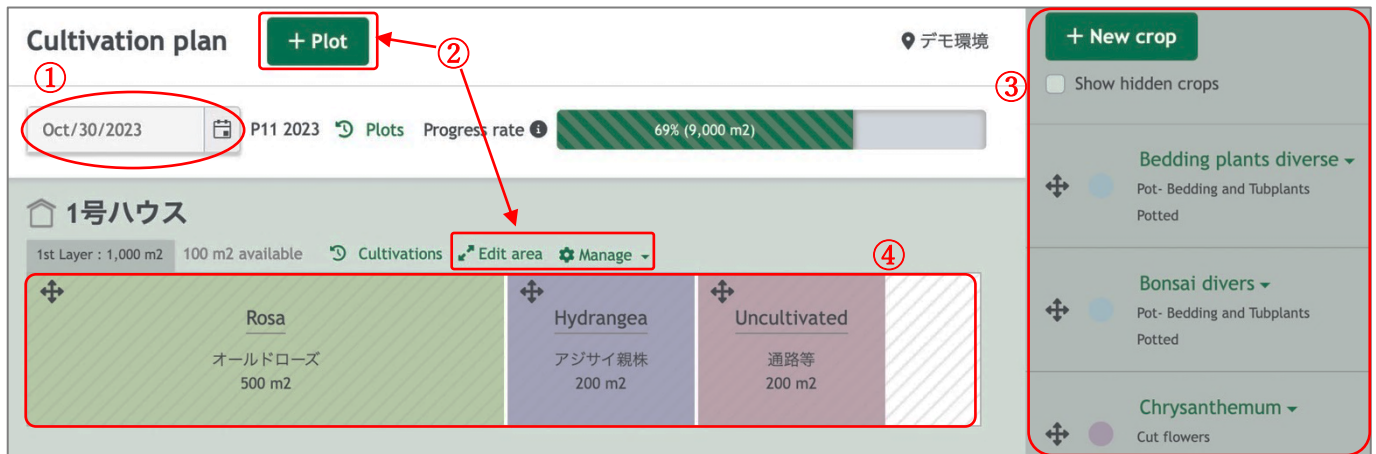 Cultivation plan
+ Plot
②
デモ環境
①
Oct/30/2023
P11 2023
Plots
Progress rate
69% (9,000 m2)
1号ハウス
1st Layer : 1,000 m2
100 m2 available
Cultivations
Edit area
Manage
④
Rosa
オールドローズ
500 m2
Hydrangea
アジサイ親株
200 m2
Uncultivated
通路等
200 m2
+ New crop
③
Show hidden crops
Bedding plants diverse
Pot- Bedding and Tubplants
Potted
Bonsai divers
Pot- Bedding and Tubplants
Potted
Chrysanthemum
Cut flowers